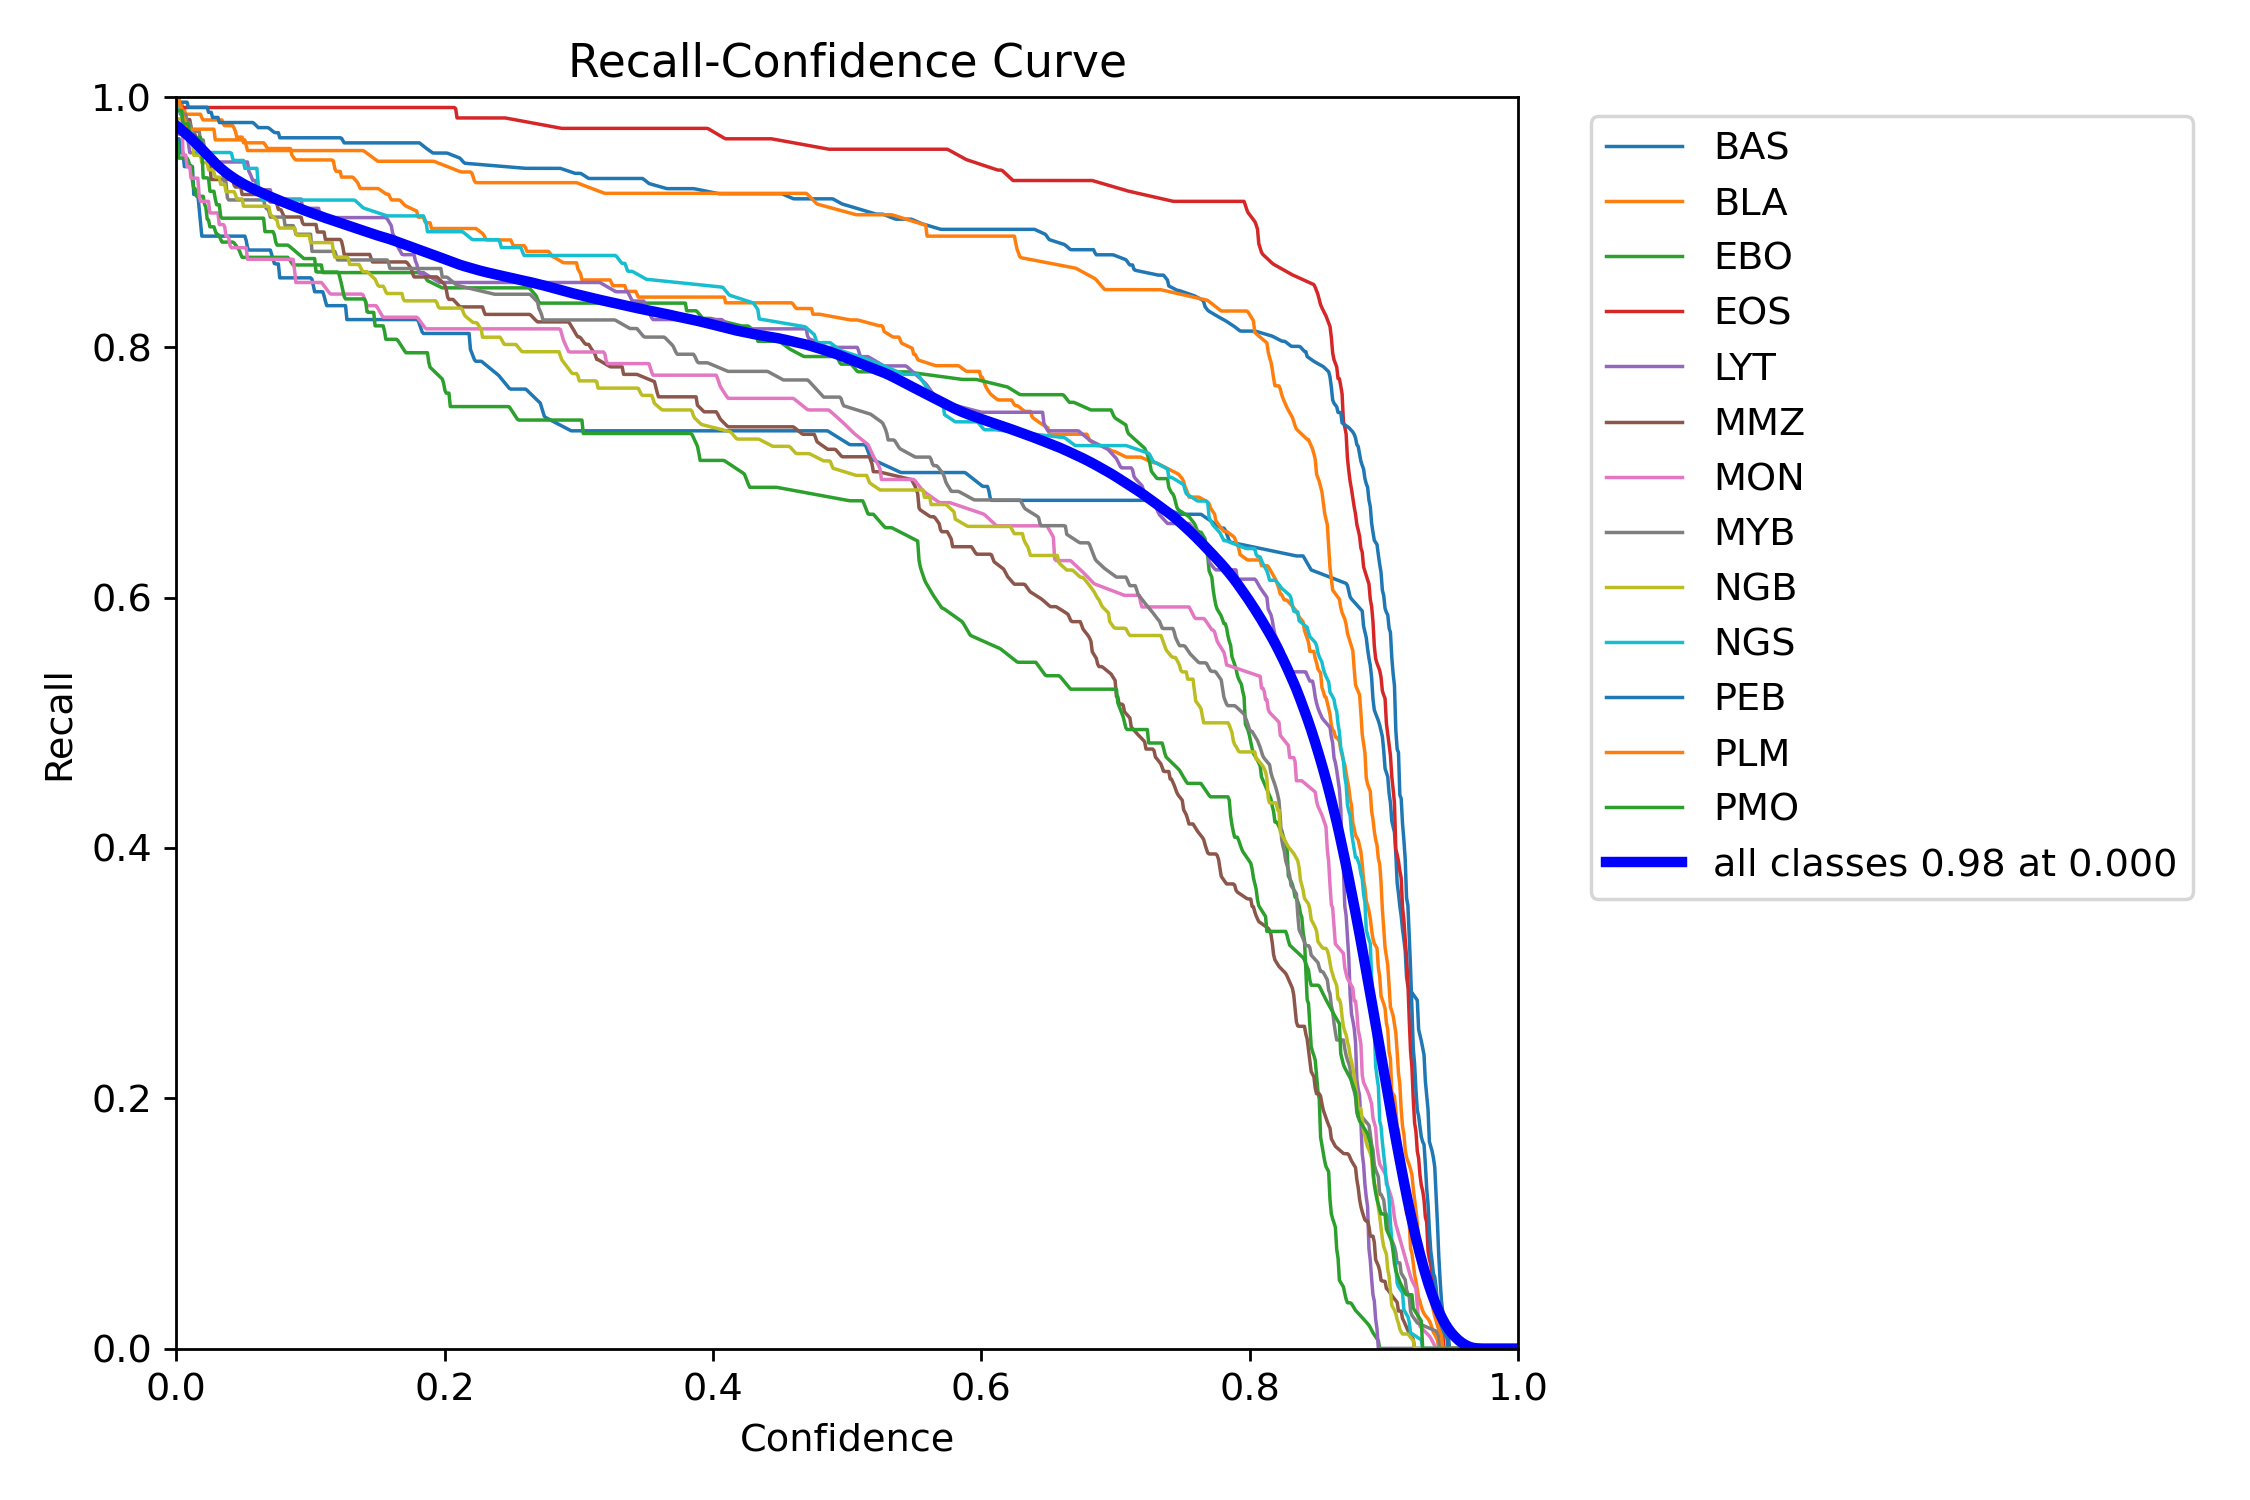 Recall-Confidence Curve
1.0
0.8
0.6
0.4
0.2
0.0
Recall
0.0 0.2 0.4 0.6 0.8 1.0
Confidence
BAS
BLA
EBO
EOS
LYT
MMZ
MON
MYB
NGB
NGS
PEB
PLM
PMO
all classes 0.98 at 0.000